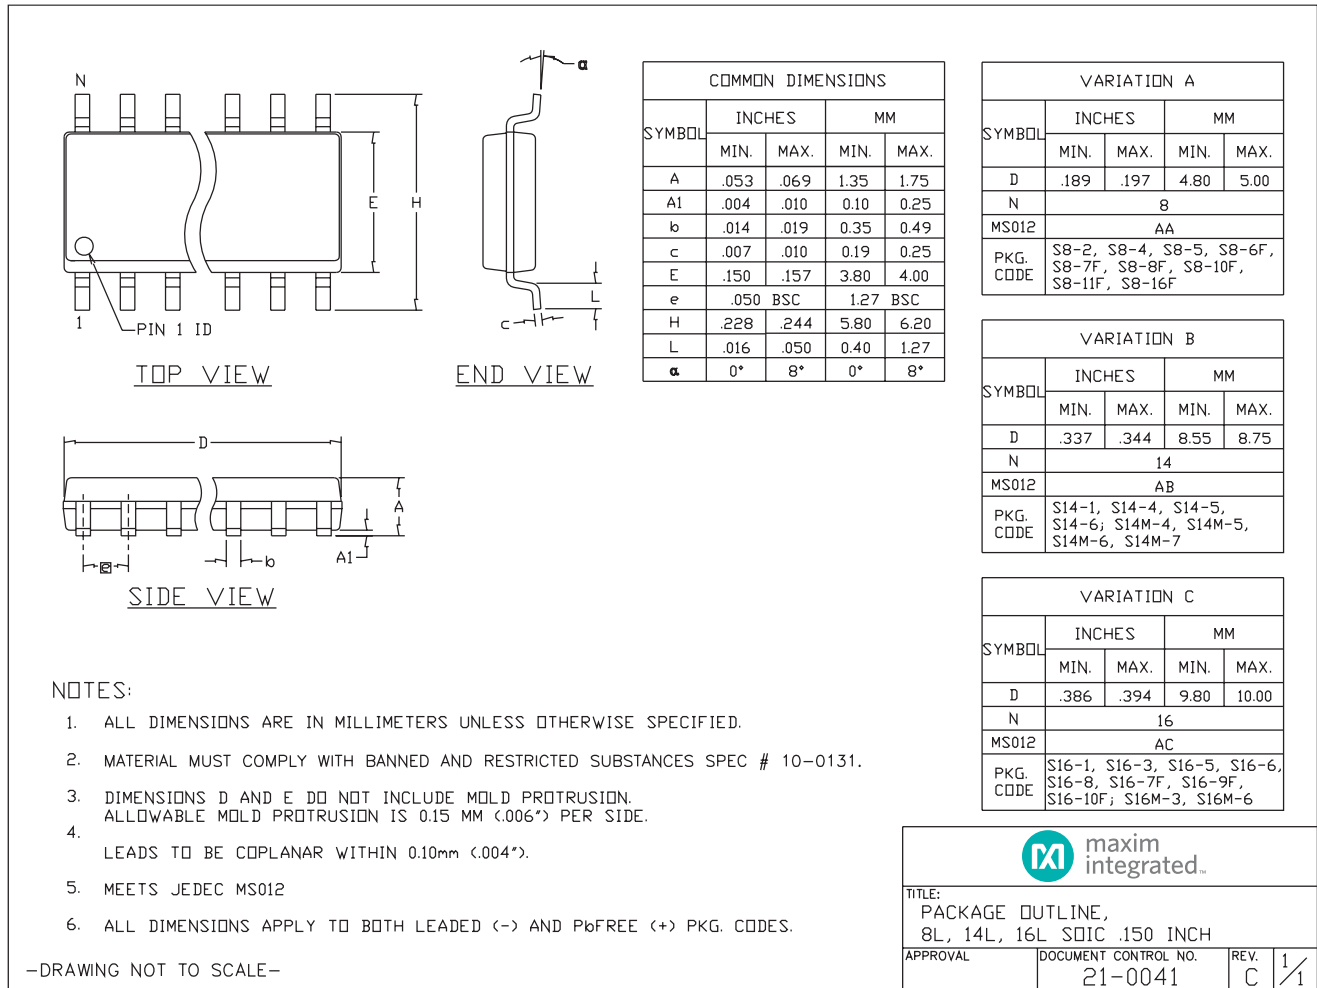 N
α
E
H
L
c
1
PIN 1 ID
TOP VIEW
END VIEW
D
A
A1
e
b
SIDE VIEW
COMMON DIMENSIONS
SYMBOL INCHES MM
MIN. MAX. MIN. MAX.
A .053 .069 1.35 1.75
A1 .004 .010 0.10 0.25
b .014 .019 0.35 0.49
c .007 .010 0.19 0.25
E .150 .157 3.80 4.00
e .050 BSC 1.27 BSC
H .228 .244 5.80 6.20
L .016 .050 0.40 1.27
α 0° 8° 0° 8°
VARIATION A
SYMBOL INCHES MM
MIN. MAX. MIN. MAX.
D .189 .197 4.80 5.00
N 8
MS012 AA
PKG. CODE
S8-2, S8-4, S8-5, S8-6F,
S8-7F, S8-8F, S8-10F,
S8-11F, S8-16F
VARIATION B
SYMBOL INCHES MM
MIN. MAX. MIN. MAX.
D .337 .344 8.55 8.75
N 14
MS012 AB
PKG. CODE
S14-1, S14-4, S14-5,
S14-6; S14M-4, S14M-5,
S14M-6, S14M-7
VARIATION C
SYMBOL INCHES MM
MIN. MAX. MIN. MAX.
D .386 .394 9.80 10.00
N 16
MS012 AC
PKG. CODE
S16-1, S16-3, S16-5, S16-6,
S16-8, S16-7F, S16-9F,
S16-10F; S16M-3, S16M-6
NOTES:
1. ALL DIMENSIONS ARE IN MILLIMETERS UNLESS OTHERWISE SPECIFIED.
2. MATERIAL MUST COMPLY WITH BANNED AND RESTRICTED SUBSTANCES SPEC # 10-0131.
3. DIMENSIONS D AND E DO NOT INCLUDE MOLD PROTRUSION.
ALLOWABLE MOLD PROTRUSION IS 0.15 MM (.006") PER SIDE.
4.
LEADS TO BE COPLANAR WITHIN 0.10mm (.004").
5. MEETS JEDEC MS012
6. ALL DIMENSIONS APPLY TO BOTH LEADED (-) AND PbFREE (+) PKG. CODES.
-DRAWING NOT TO SCALE-
maxim
integrated™
TITLE:
PACKAGE OUTLINE,
8L, 14L, 16L SOIC .150 INCH
APPROVAL
DOCUMENT CONTROL NO.
21-0041
REV.
C
1/1